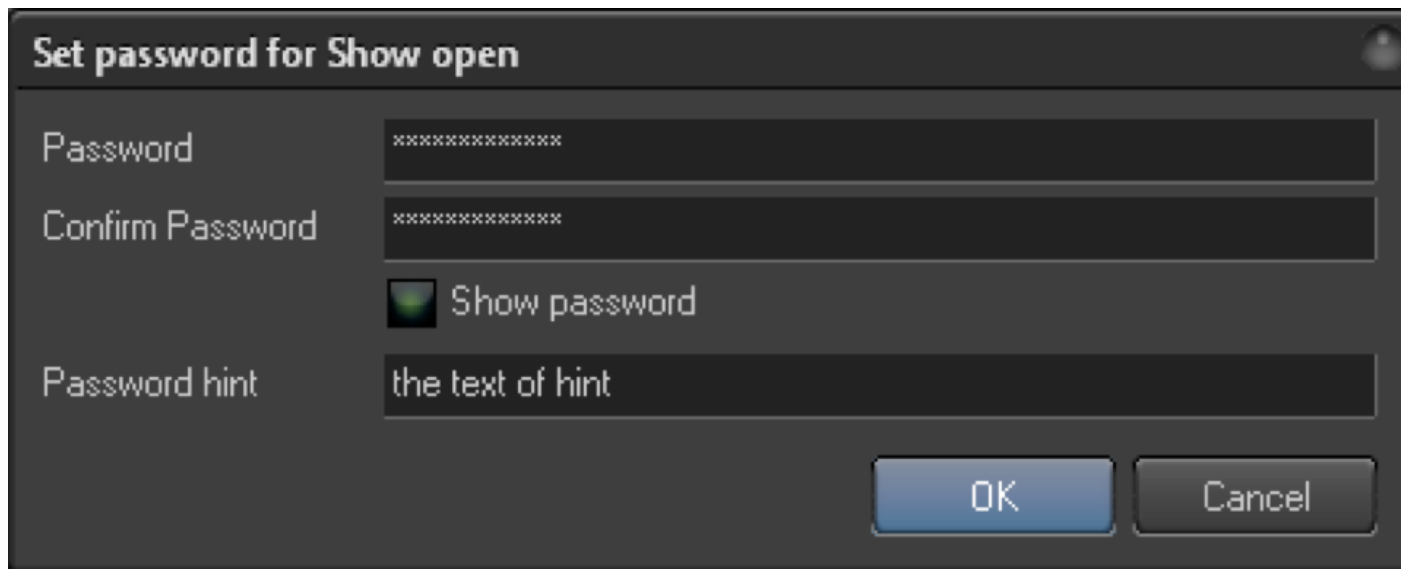 Set password for Show open
Password *************
Confirm Password *************
Show password
Password hint the text of hint
OK Cancel